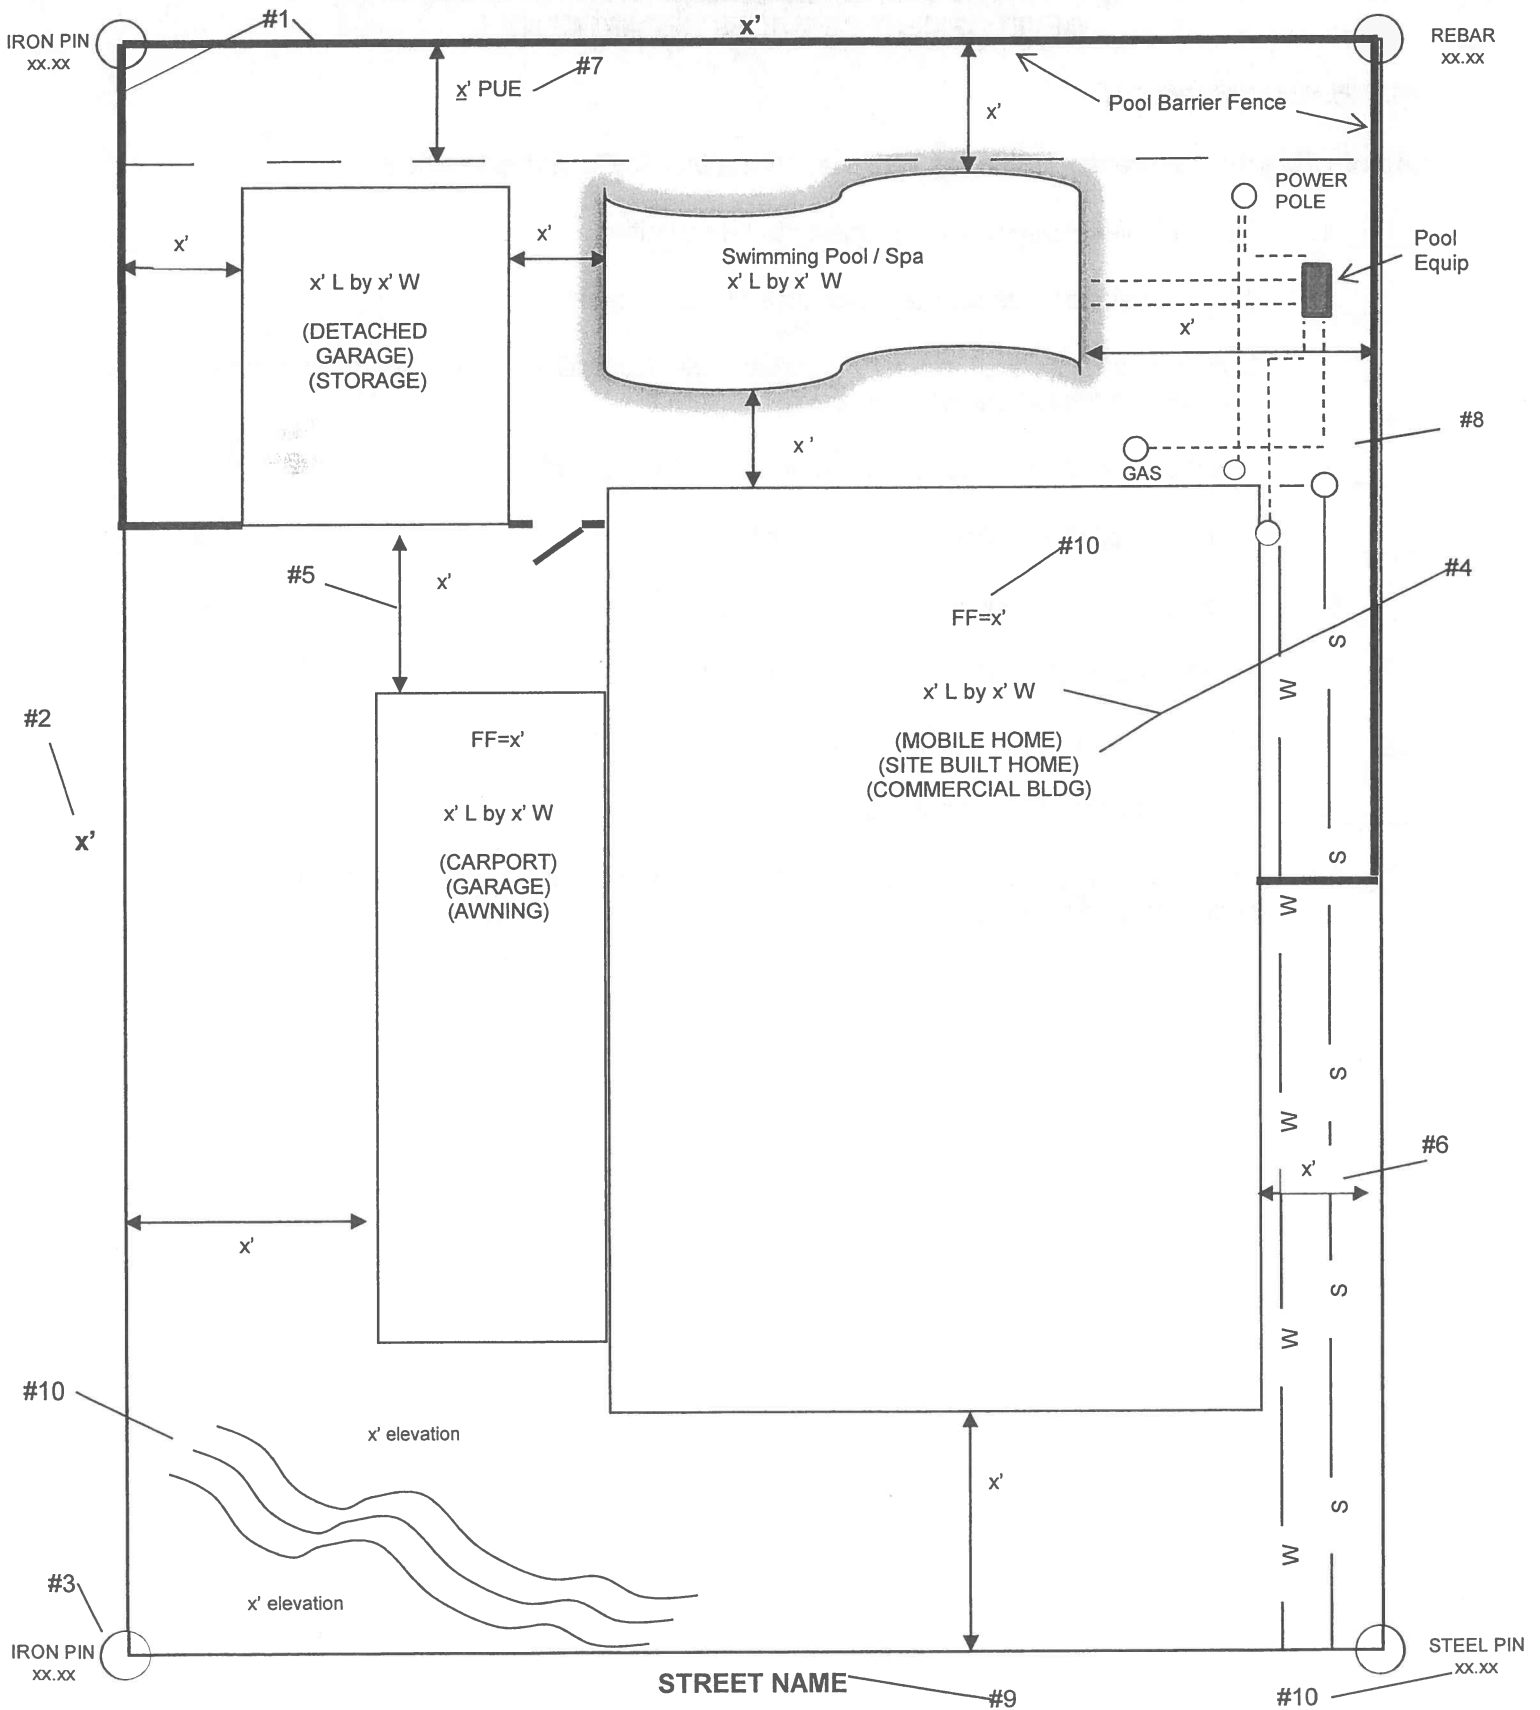 #1
x'
IRON PIN
xx.xx
REBAR
xx.xx
#7
x' PUE
x'
Pool Barrier Fence
POWER
POLE
Pool
Equip
x'
x'
Swimming Pool / Spa
x' L by x' W
x' L by x' W
(DETACHED
GARAGE)
(STORAGE)
x'
#8
x'
GAS
#10
#5
x'
#4
FF=x'
S
x' L by x' W
W
#2
FF=x'
(MOBILE HOME)
(SITE BUILT HOME)
(COMMERCIAL BLDG)
x' L by x' W
x'
(CARPORT)
(GARAGE)
(AWNING)
S
W
S
W
#6
x'
x'
S
W
#10
x' elevation
x'
S
W
#3
x' elevation
IRON PIN
xx.xx
STEEL PIN
xx.xx
STREET NAME
#9
#10